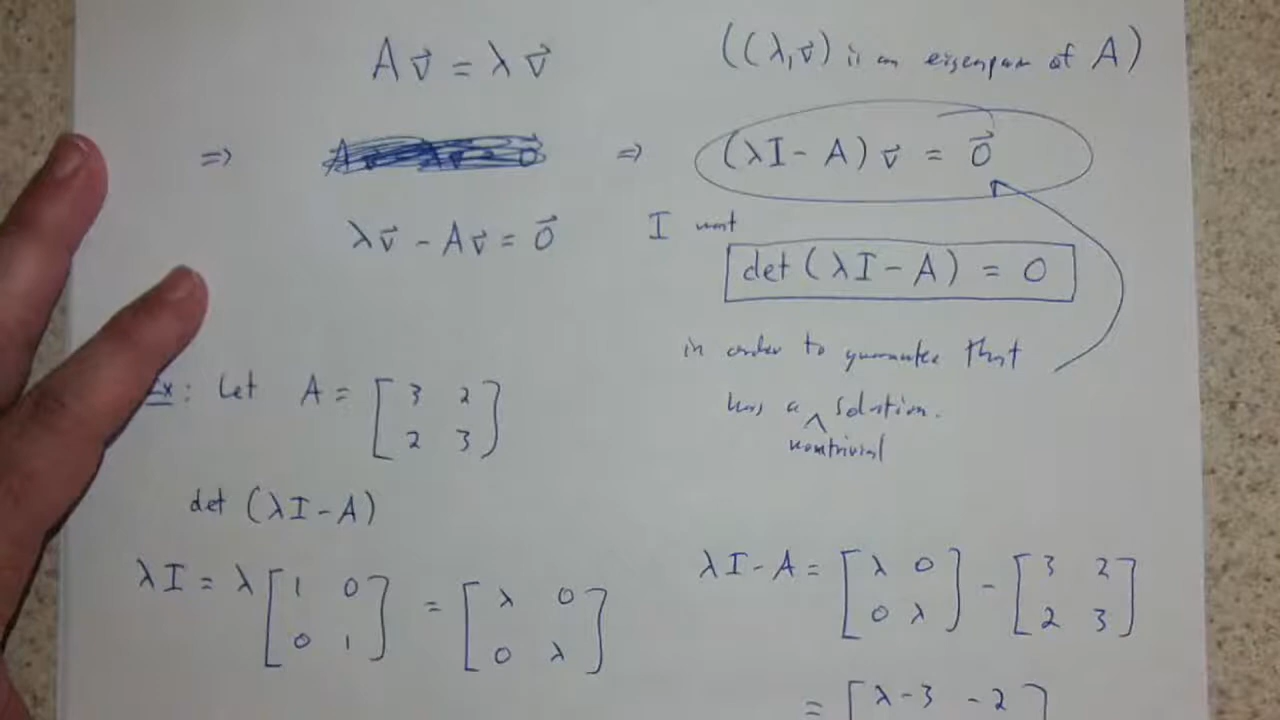 A v⃗ = λ v⃗ ((λ, v⃗) is an eigenpair of A)
⇒ ⇒ (λI - A) v⃗ = 0⃗
λv⃗ - Av⃗ = 0⃗
I want
det (λI - A) = 0
in order to guarantee that
has a nontrivial solution.
Ex: Let A = [3 2
2 3]
det (λI - A)
λI = λ [1 0
0 1] = [λ 0
0 λ]
λI - A = [λ 0
0 λ] - [3 2
2 3]
= [λ-3 -2]